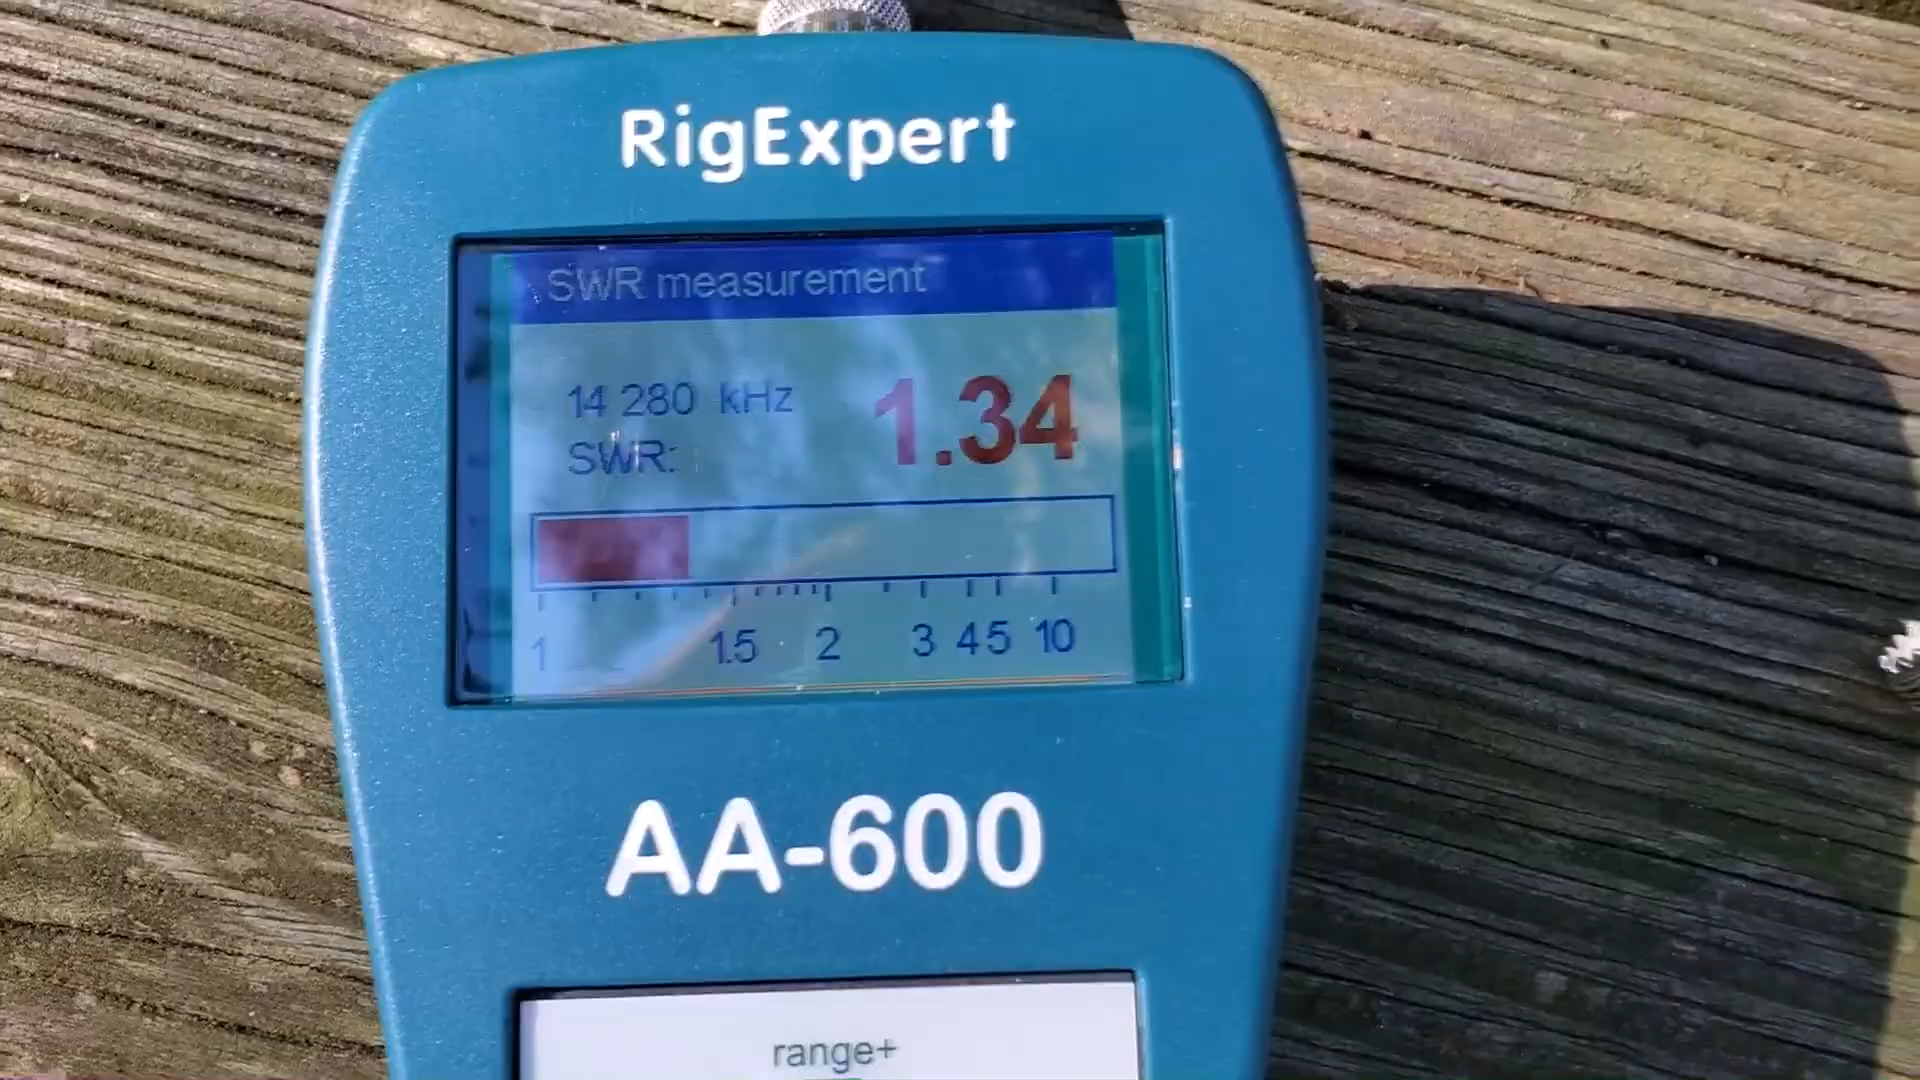 RigExpert
SWR measurement
14 280 kHz
1.34
SWR:
1 1.5 2 3 4 5 10
AA-600
range+